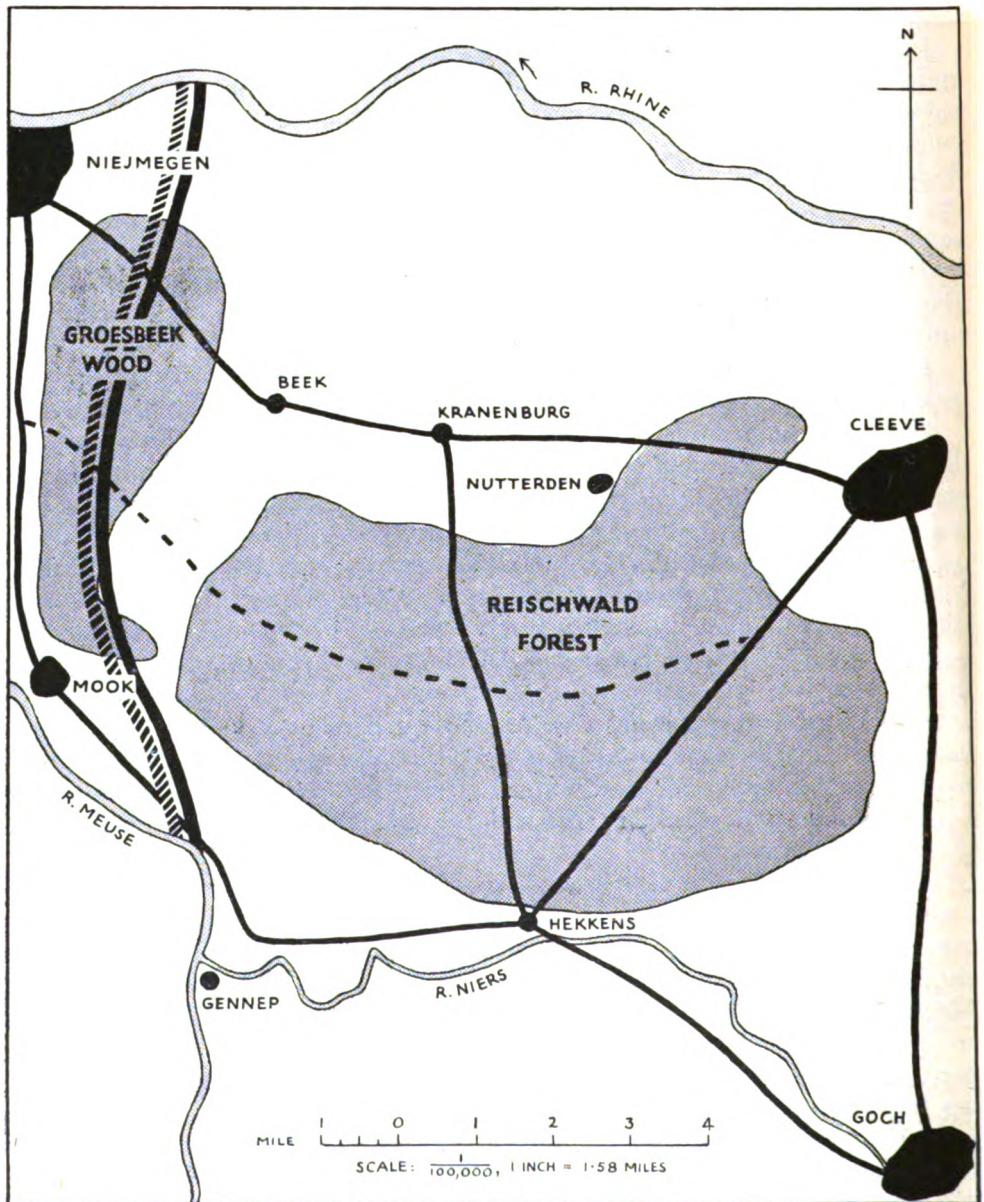 N
R. RHINE
NIEJMEGEN
GROESBEEK
WOOD
BEEK
KRANENBURG
CLEEVE
NUTTERDEN
REISCHWALD
FOREST
MOOK
R. MEUSE
HEKKENS
R. NIERS
GENNEP
GOCH
MILE 1 0 1 2 3 4
SCALE: 1/100,000, 1 INCH = 1·58 MILES